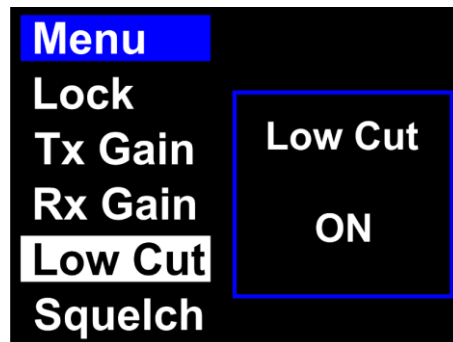 Menu
Lock
Tx Gain
Rx Gain
Low Cut
Squelch
Low Cut
ON